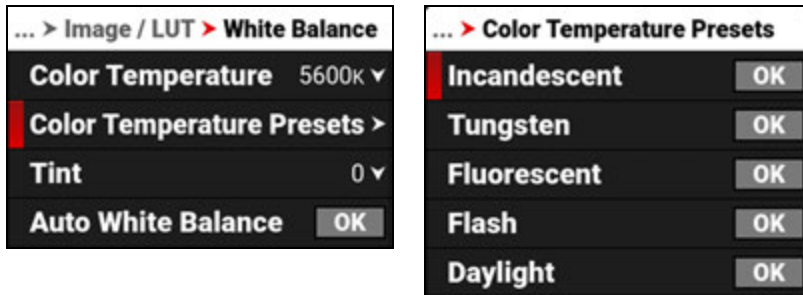 ... > Image / LUT > White Balance
Color Temperature 5600K
Color Temperature Presets >
Tint 0
Auto White Balance OK
... > Color Temperature Presets
Incandescent OK
Tungsten OK
Fluorescent OK
Flash OK
Daylight OK